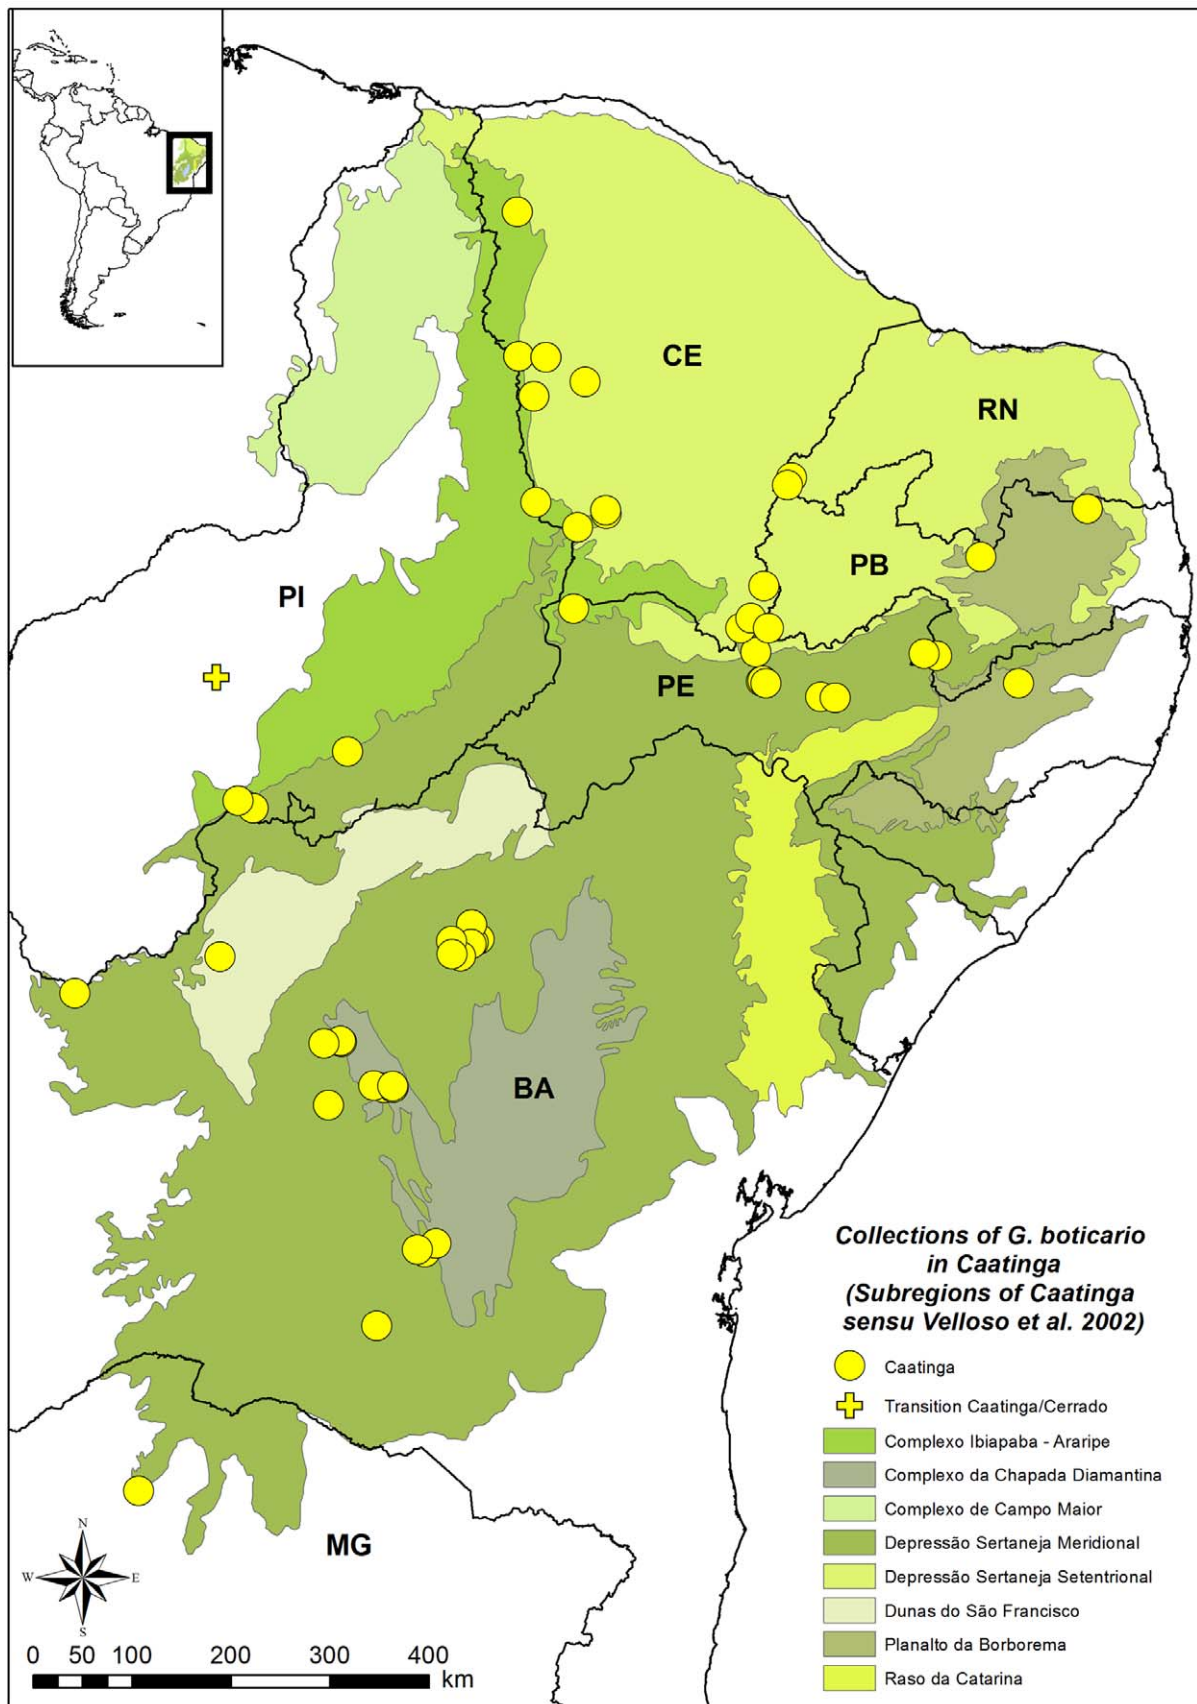 CE
RN
PB
PI
PE
BA
MG
Collections of G. boticario
in Caatinga
(Subregions of Caatinga
sensu Velloso et al. 2002)
Caatinga
Transition Caatinga/Cerrado
Complexo Ibiapaba - Araripe
Complexo da Chapada Diamantina
Complexo de Campo Maior
Depressão Sertaneja Meridional
Depressão Sertaneja Setentrional
Dunas do São Francisco
Planalto da Borborema
Raso da Catarina
N
W E
S
0 50 100 200 300 400
km